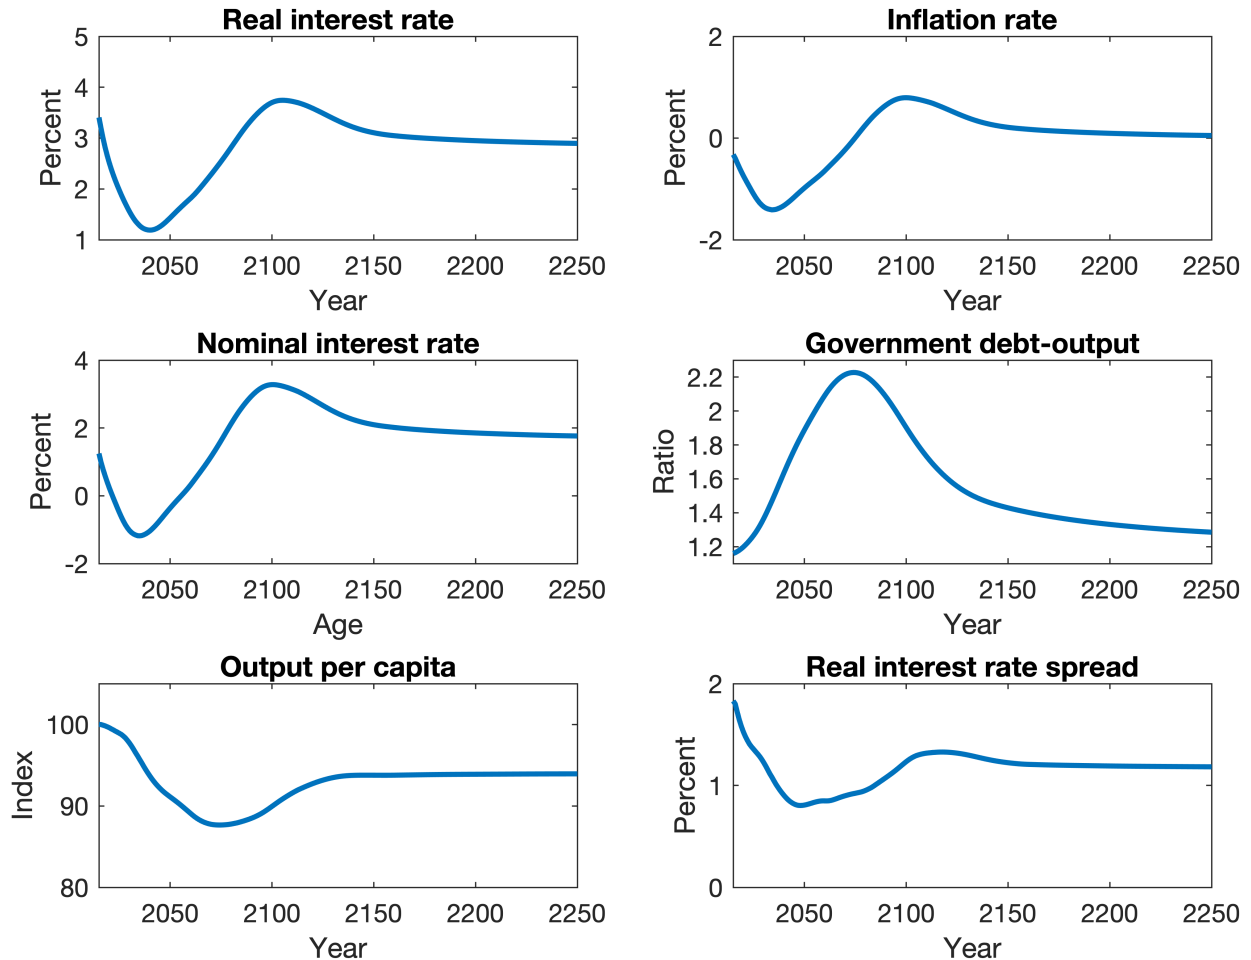 Real interest rate
5
4
3
2
1
Percent
2050 2100 2150 2200 2250
Year
Inflation rate
2
0
-2
Percent
2050 2100 2150 2200 2250
Year
Nominal interest rate
4
2
0
-2
Percent
2050 2100 2150 2200 2250
Age
Government debt-output
2.2
2
1.8
1.6
1.4
1.2
Ratio
2050 2100 2150 2200 2250
Year
Output per capita
100
90
80
Index
2050 2100 2150 2200 2250
Year
Real interest rate spread
2
1
0
Percent
2050 2100 2150 2200 2250
Year